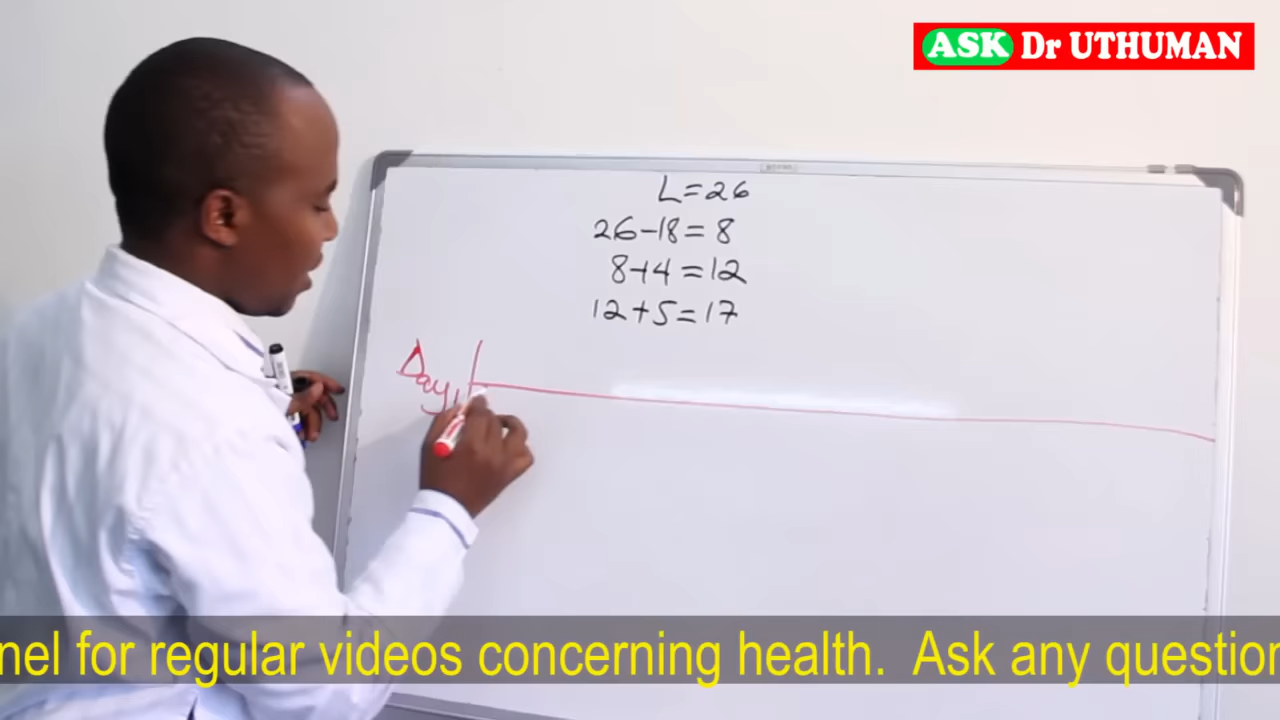 ASK Dr UTHUMAN
L=26
26-18=8
8+4=12
12+5=17
Day 1
nel for regular videos concerning health. Ask any question